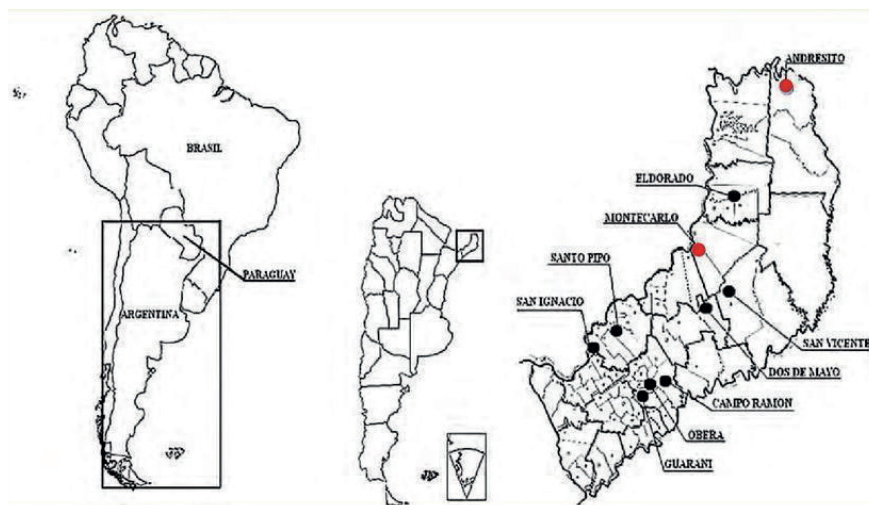 BRASIL
PARAGUAY
ARGENTINA
ANDRESITO
ELDORADO
MONTECARLO
SANTO PIPO
SAN IGNACIO
SAN VICENTE
DOS DE MAYO
CAMPO RAMON
OBERA
GUARANI